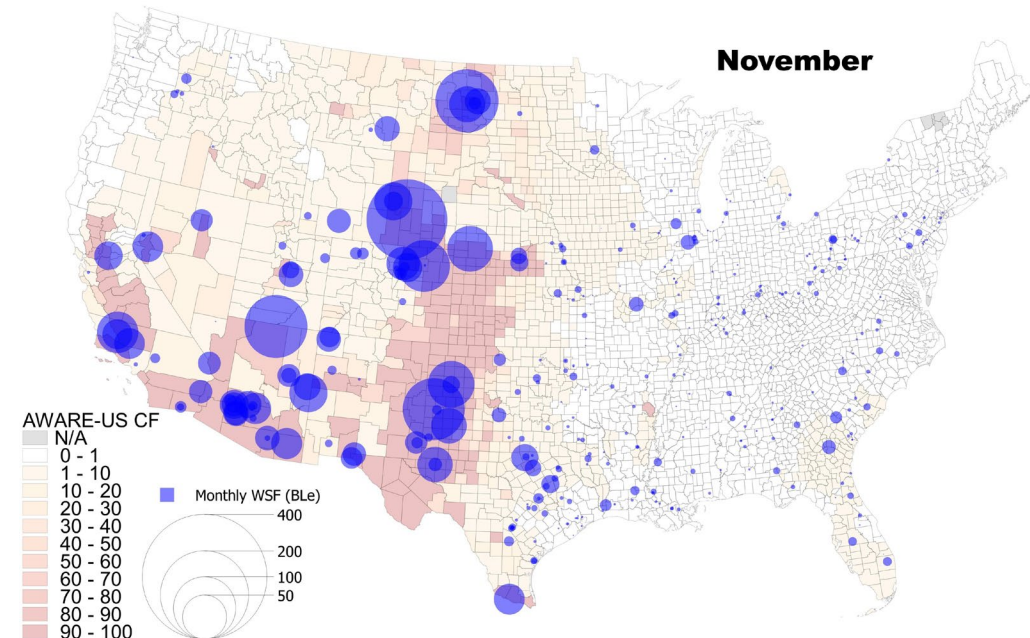 November
AWARE-US CF
N/A
0 - 1
1 - 10
10 - 20
20 - 30
30 - 40
40 - 50
50 - 60
60 - 70
70 - 80
80 - 90
90 - 100
Monthly WSF (BLe)
400
200
100
50